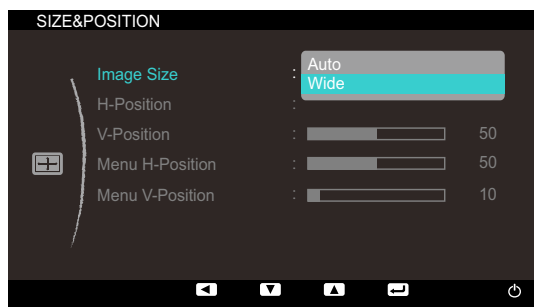 SIZE&POSITION
Image Size : Auto
Wide
H-Position :
V-Position : 50
Menu H-Position : 50
Menu V-Position : 10